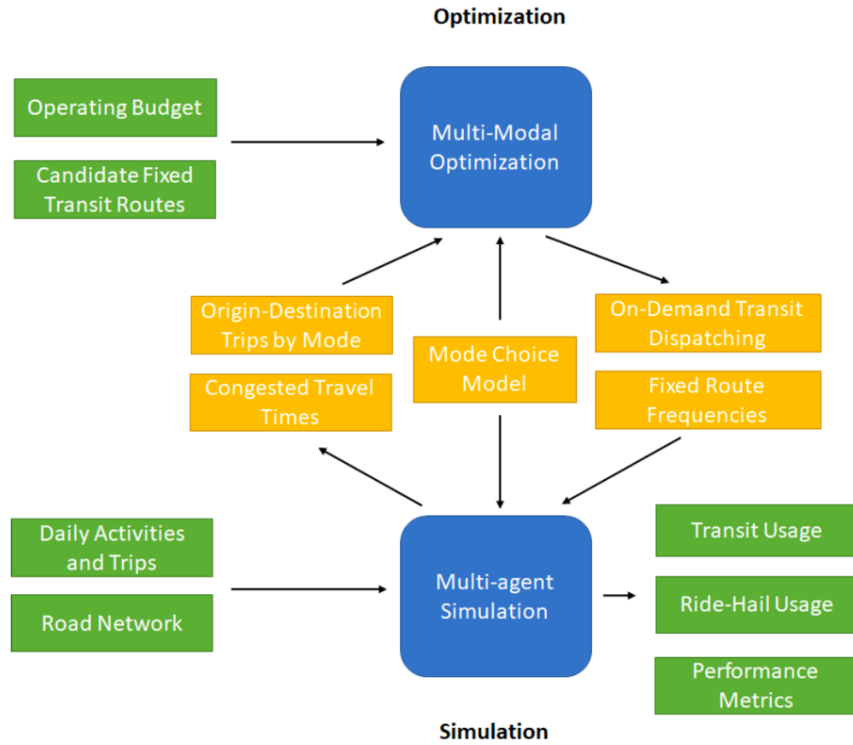 Optimization
Operating Budget
Candidate Fixed
Transit Routes
Multi-Modal
Optimization
Origin-Destination
Trips by Mode
Congested Travel
Times
Mode Choice
Model
On-Demand Transit
Dispatching
Fixed Route
Frequencies
Daily Activities
and Trips
Road Network
Multi-agent
Simulation
Transit Usage
Ride-Hail Usage
Performance
Metrics
Simulation